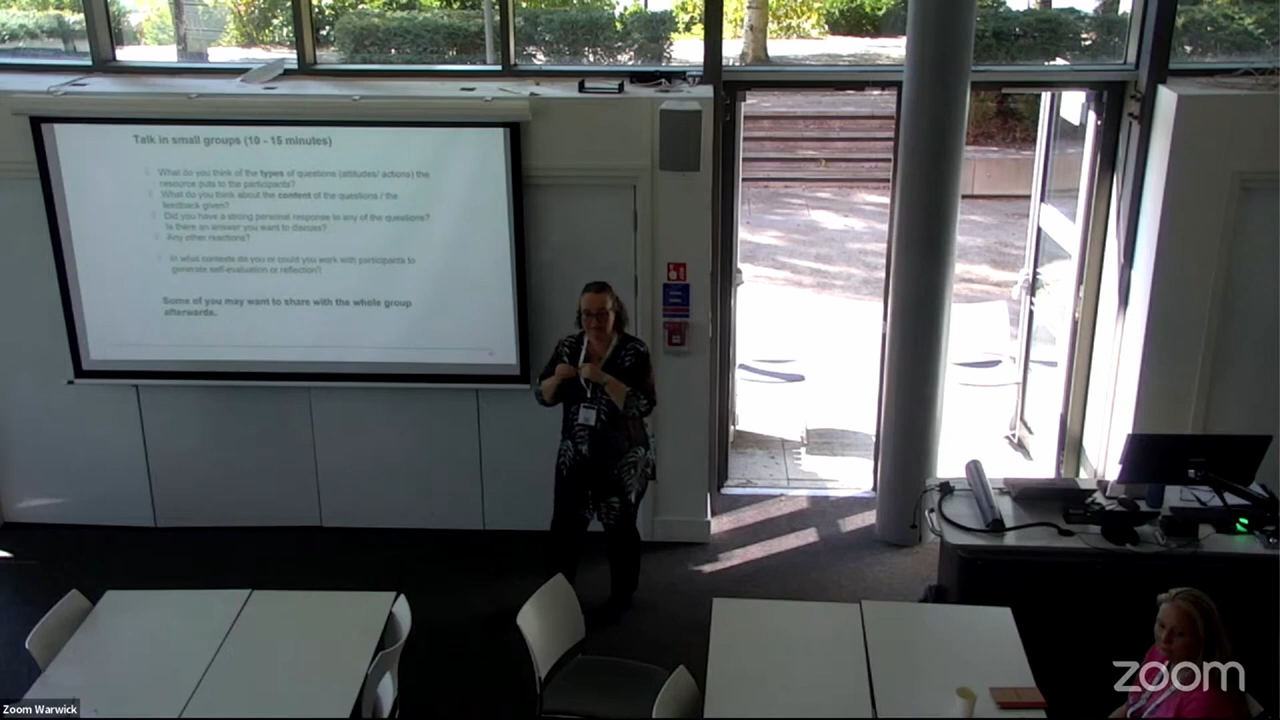 Talk in small groups (10 - 15 minutes)
What do you think of the types of questions (attitudes/ actions) the
resource puts to the participants?
What do you think about the content of the questions / the
feedback given?
Did you have a strong personal response to any of the questions?
Is there an answer you want to discuss?
Any other reactions?
In what contexts do you or could you work with participants to
generate self-evaluation or reflection?
Some of you may want to share with the whole group
afterwards.
zoom
Zoom Warwick